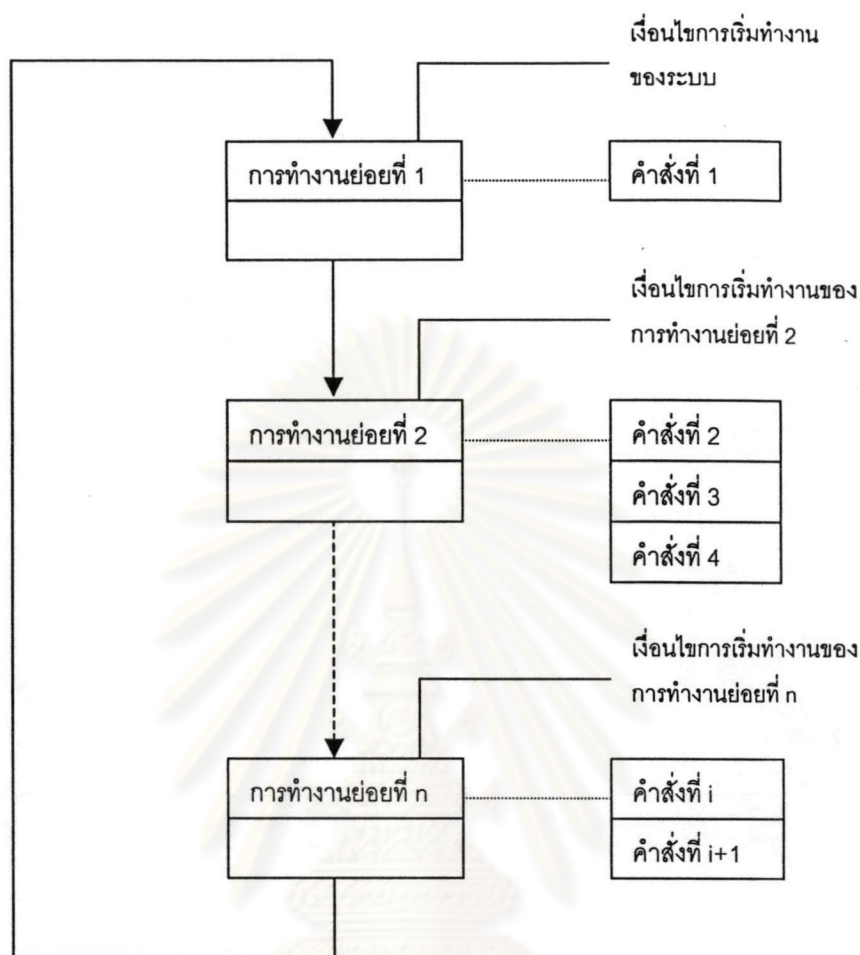 เงื่อนไขการเริ่มทำงาน
ของระบบ
การทำงานย่อยที่ 1
คำสั่งที่ 1
เงื่อนไขการเริ่มทำงานของ
การทำงานย่อยที่ 2
การทำงานย่อยที่ 2
คำสั่งที่ 2
คำสั่งที่ 3
คำสั่งที่ 4
เงื่อนไขการเริ่มทำงานของ
การทำงานย่อยที่ n
การทำงานย่อยที่ n
คำสั่งที่ i
คำสั่งที่ i+1